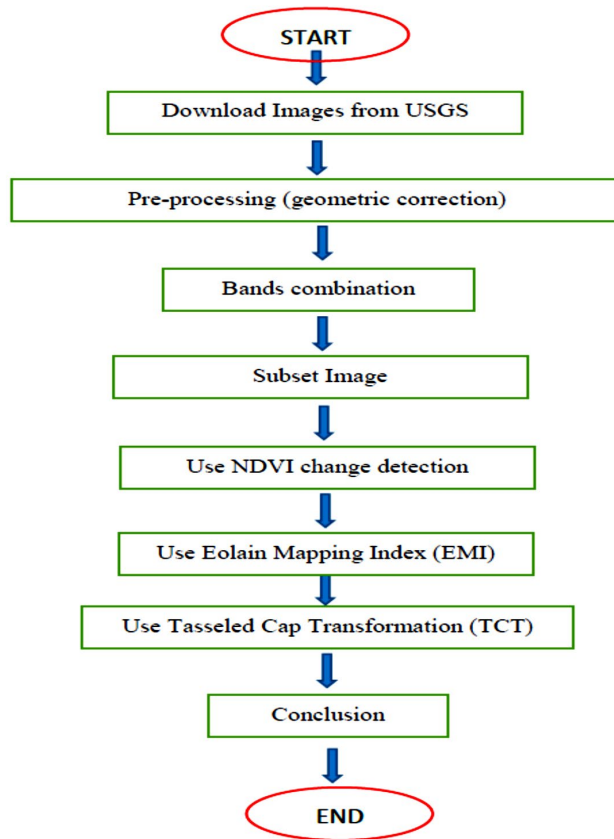 START
Download Images from USGS
Pre-processing (geometric correction)
Bands combination
Subset Image
Use NDVI change detection
Use Eolain Mapping Index (EMI)
Use Tasseled Cap Transformation (TCT)
Conclusion
END